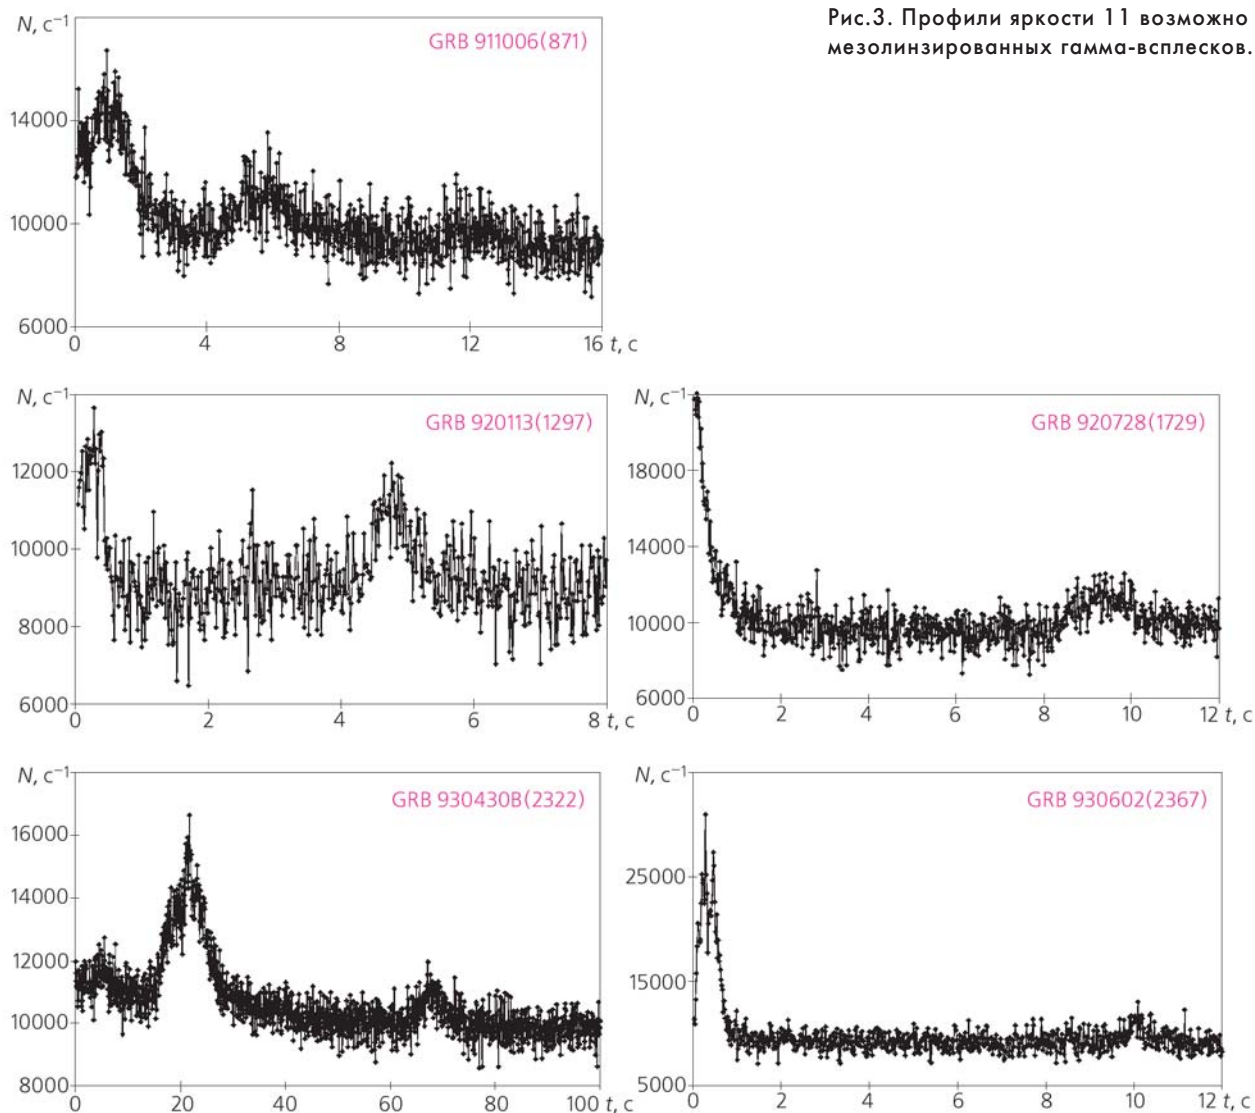 Рис.3. Профили яркости 11 возможно
мезолинзированных гамма-всплесков.
N, с⁻¹
GRB 911006(871)
14000
10000
6000
0 4 8 12 16 t, с
N, с⁻¹
GRB 920113(1297)
12000
10000
8000
6000
0 2 4 6 8 t, с
N, с⁻¹
GRB 920728(1729)
18000
14000
10000
6000
0 2 4 6 8 10 12 t, с
N, с⁻¹
GRB 930430B(2322)
16000
14000
12000
10000
8000
0 20 40 60 80 100 t, с
N, с⁻¹
GRB 930602(2367)
25000
15000
5000
0 2 4 6 8 10 12 t, с